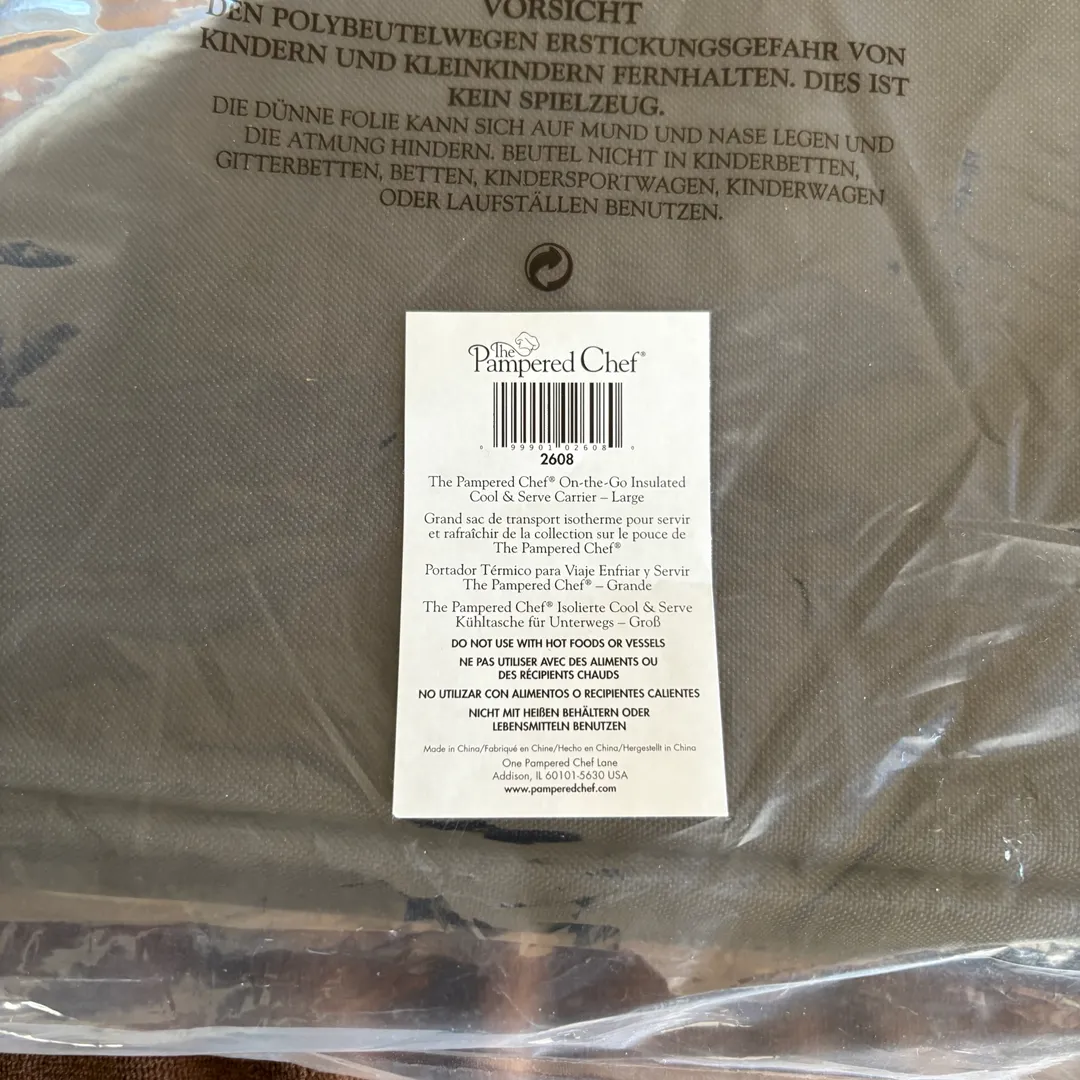 VORSICHT
DEN POLYBEUTELWEGEN ERSTICKUNGSGEFAHR VON
KINDERN UND KLEINKINDERN FERNHALTEN. DIES IST
KEIN SPIELZEUG.
DIE DÜNNE FOLIE KANN SICH AUF MUND UND NASE LEGEN UND
DIE ATMUNG HINDERN. BEUTEL NICHT IN KINDERBETTEN,
GITTERBETTEN, BETTEN, KINDERSPORTWAGEN, KINDERWAGEN
ODER LAUFSTÄLLEN BENUTZEN.
The
Pampered Chef®
0 99901 02608 9
2608
The Pampered Chef® On-the-Go Insulated
Cool & Serve Carrier – Large
Grand sac de transport isotherme pour servir
et rafraîchir de la collection sur le pouce de
The Pampered Chef®
Portador Térmico para Viaje Enfriar y Servir
The Pampered Chef® – Grande
The Pampered Chef® Isolierte Cool & Serve
Kühltasche für Unterwegs – Groß
DO NOT USE WITH HOT FOODS OR VESSELS
NE PAS UTILISER AVEC DES ALIMENTS OU
DES RÉCIPIENTS CHAUDS
NO UTILIZAR CON ALIMENTOS O RECIPIENTES CALIENTES
NICHT MIT HEIßEN BEHÄLTERN ODER
LEBENSMITTELN BENUTZEN
Made in China/Fabriqué en Chine/Hecho en China/Hergestellt in China
One Pampered Chef Lane
Addison, IL 60101-5630 USA
www.pamperedchef.com